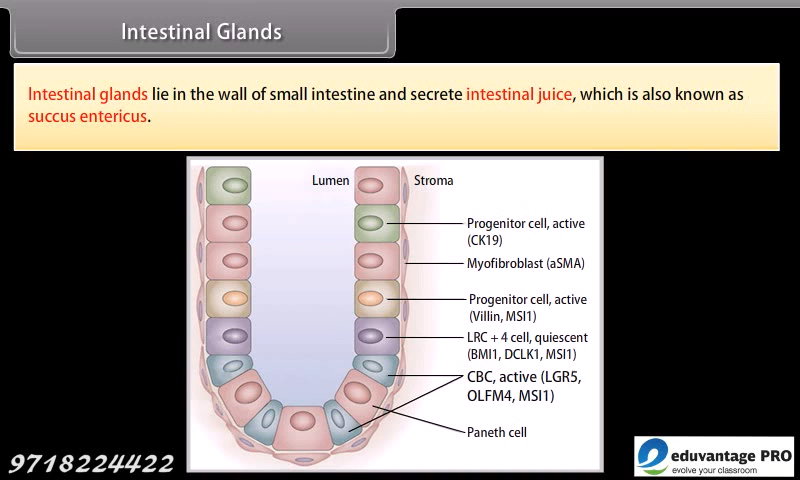 Intestinal Glands
Intestinal glands lie in the wall of small intestine and secrete intestinal juice, which is also known as
succus entericus.
Lumen
Stroma
Progenitor cell, active
(CK19)
Myofibroblast (aSMA)
Progenitor cell, active
(Villin, MSI1)
LRC + 4 cell, quiescent
(BMI1, DCLK1, MSI1)
CBC, active (LGR5,
OLFM4, MSI1)
Paneth cell
9718224422
eduvantage PRO
evolve your classroom